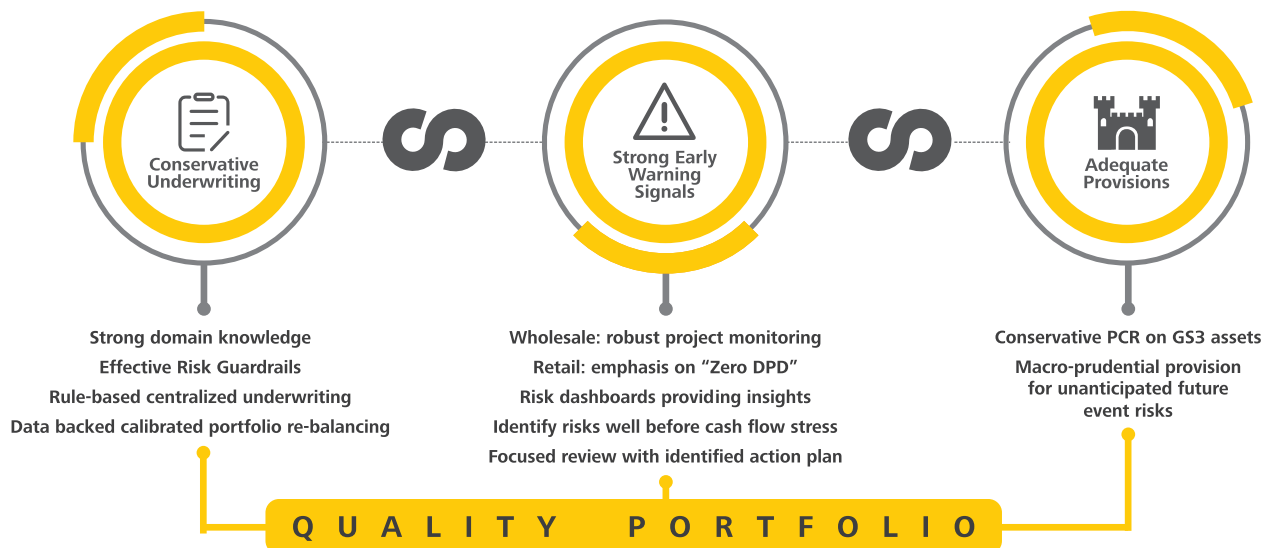 Conservative
Underwriting
Strong Early
Warning
Signals
Adequate
Provisions
Strong domain knowledge
Effective Risk Guardrails
Rule-based centralized underwriting
Data backed calibrated portfolio re-balancing
Wholesale: robust project monitoring
Retail: emphasis on “Zero DPD”
Risk dashboards providing insights
Identify risks well before cash flow stress
Focused review with identified action plan
Conservative PCR on GS3 assets
Macro-prudential provision
for unanticipated future
event risks
QUALITY PORTFOLIO